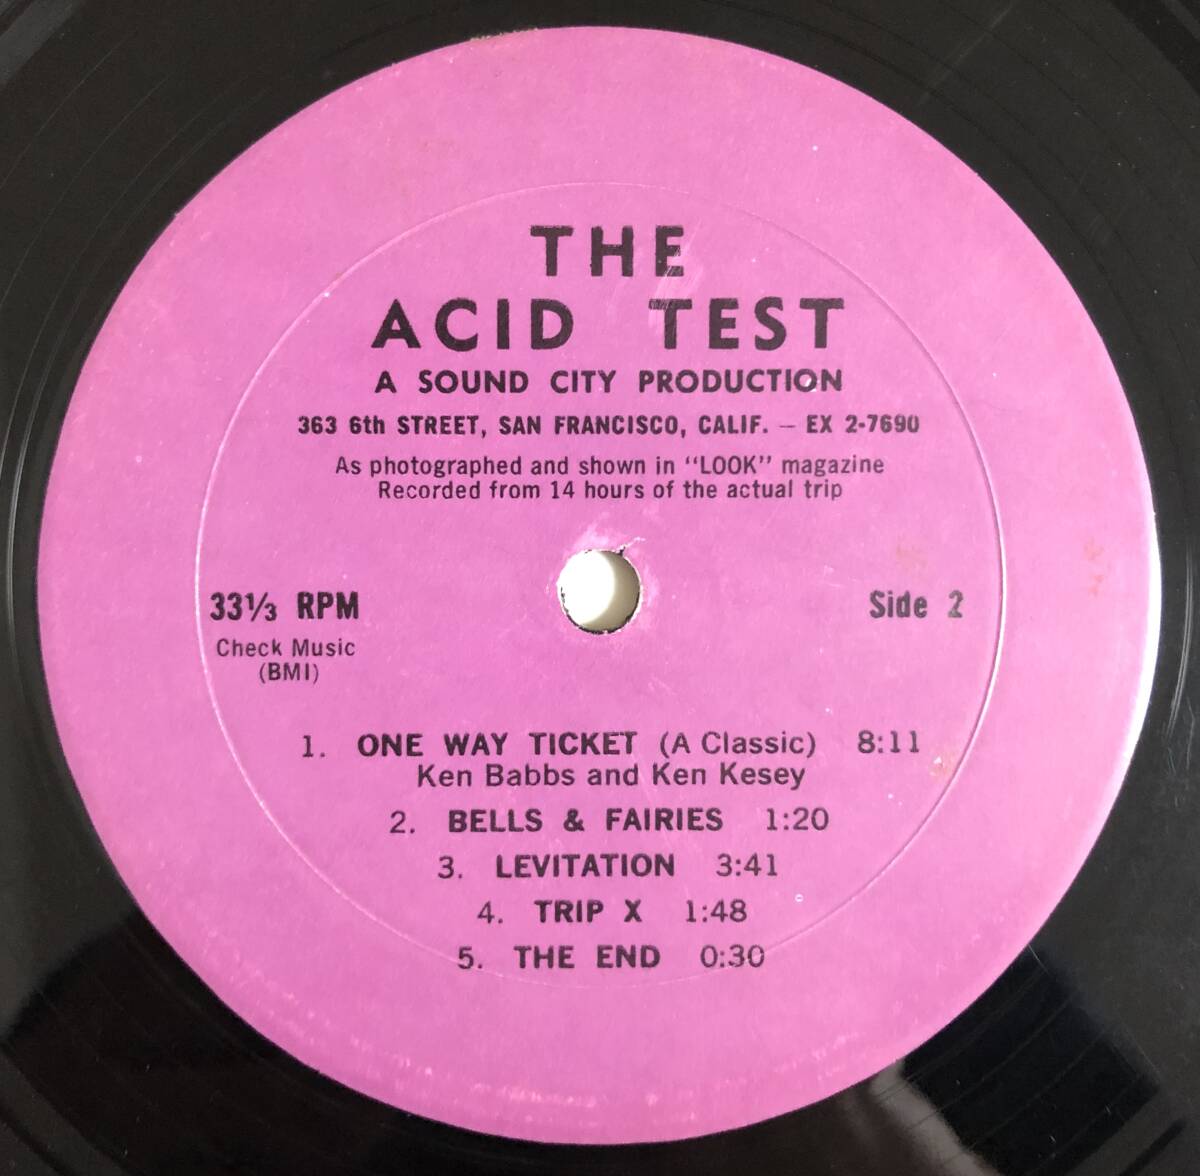 THE
ACID TEST
A SOUND CITY PRODUCTION
363 6th STREET, SAN FRANCISCO, CALIF. – EX 2-7690
As photographed and shown in "LOOK" magazine
Recorded from 14 hours of the actual trip
33⅓ RPM
Side 2
Check Music
(BMI)
1. ONE WAY TICKET (A Classic) 8:11
Ken Babbs and Ken Kesey
2. BELLS & FAIRIES 1:20
3. LEVITATION 3:41
4. TRIP X 1:48
5. THE END 0:30